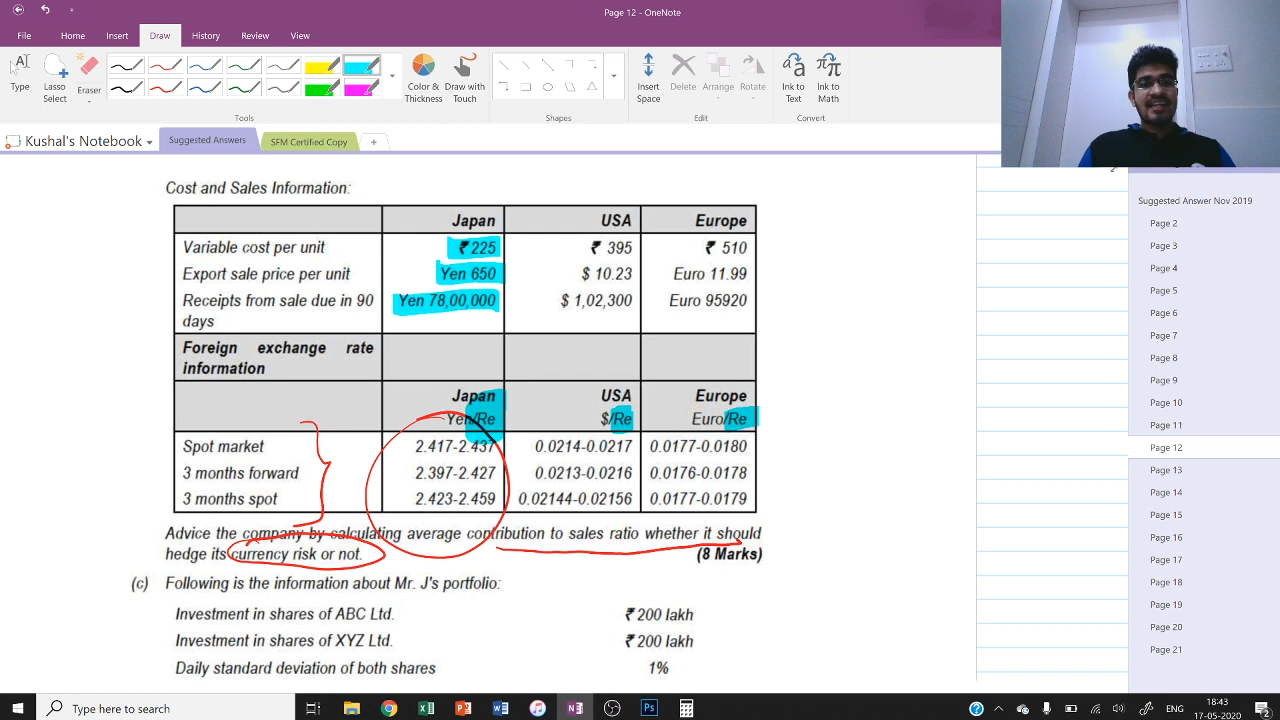 Page 12 - OneNote
File Home Insert Draw History Review View
Type Lasso Select Eraser Color & Thickness Draw with Touch Insert Space Delete Arrange Rotate Ink to Text Ink to Math
Tools Shapes Edit Convert
Kushal's Notebook Suggested Answers SFM Certified Copy +
Cost and Sales Information:
Japan USA Europe
Variable cost per unit ₹ 225 ₹ 395 ₹ 510
Export sale price per unit Yen 650 $ 10.23 Euro 11.99
Receipts from sale due in 90 days Yen 78,00,000 $ 1,02,300 Euro 95920
Foreign exchange rate information
Japan USA Europe
Yen/Re $/Re Euro/Re
Spot market 2.417-2.437 0.0214-0.0217 0.0177-0.0180
3 months forward 2.397-2.427 0.0213-0.0216 0.0176-0.0178
3 months spot 2.423-2.459 0.02144-0.02156 0.0177-0.0179
Advice the company by calculating average contribution to sales ratio whether it should
hedge its currency risk or not. (8 Marks)
(c) Following is the information about Mr. J's portfolio:
Investment in shares of ABC Ltd. ₹ 200 lakh
Investment in shares of XYZ Ltd. ₹ 200 lakh
Daily standard deviation of both shares 1%
Suggested Answer Nov 2019
Page 2
Page 3
Page 4
Page 5
Page 6
Page 7
Page 8
Page 9
Page 10
Page 11
Page 12
Page 13
Page 14
Page 15
Page 16
Page 17
Page 18
Page 19
Page 20
Page 21
Type here to search
18:43
17-05-2020
2